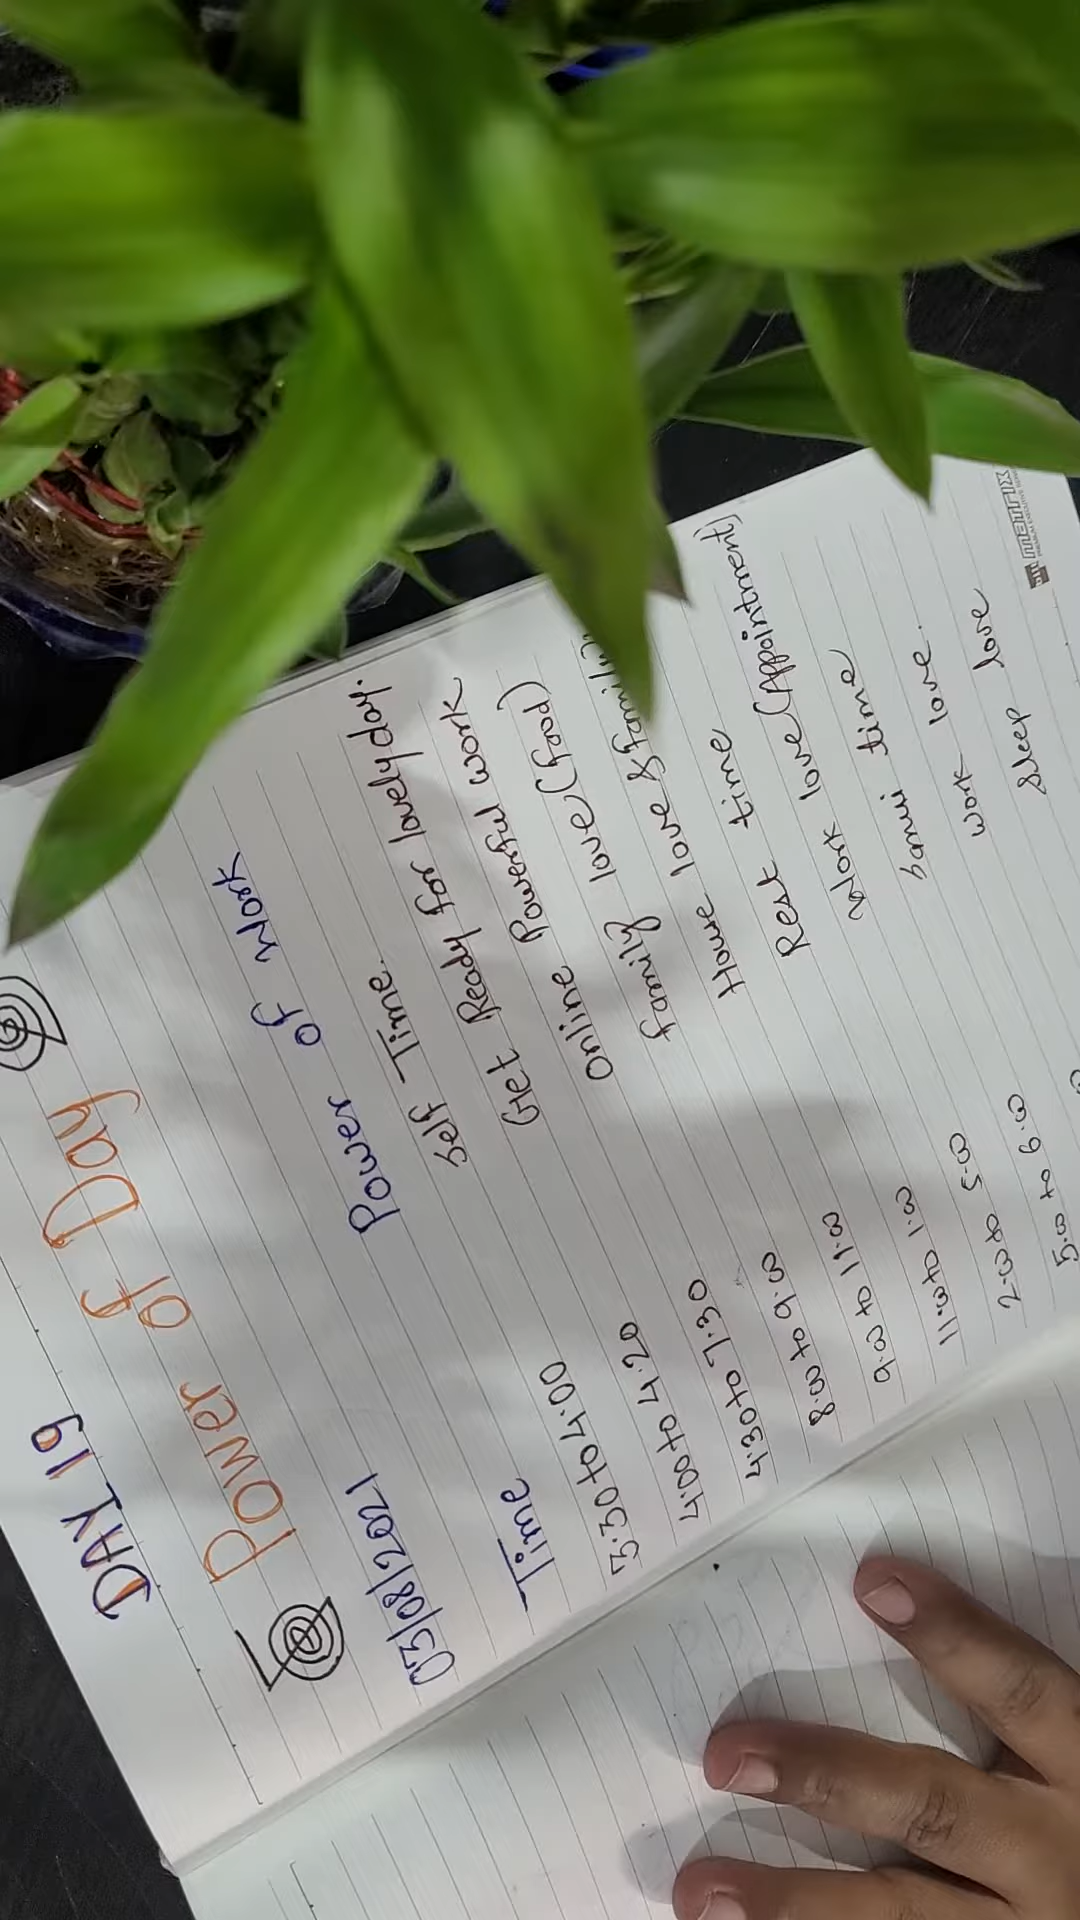 DAY 19
Power of Day
03/08/2021
Time Power of Work
3:30 to 4:00 Self Time.
4:00 to 4:20 Get Ready for lovely day.
4:30 to 7:30 Online Powerful work
8:00 to 9:00 family love (food)
9:00 to 11:00 family love & family
11:00 to 1:00 House time
2:00 to 5:00 Rest love (Appointment)
5:00 to 6:00 Work time
Samui time
work love.
sleep love
MATRIX